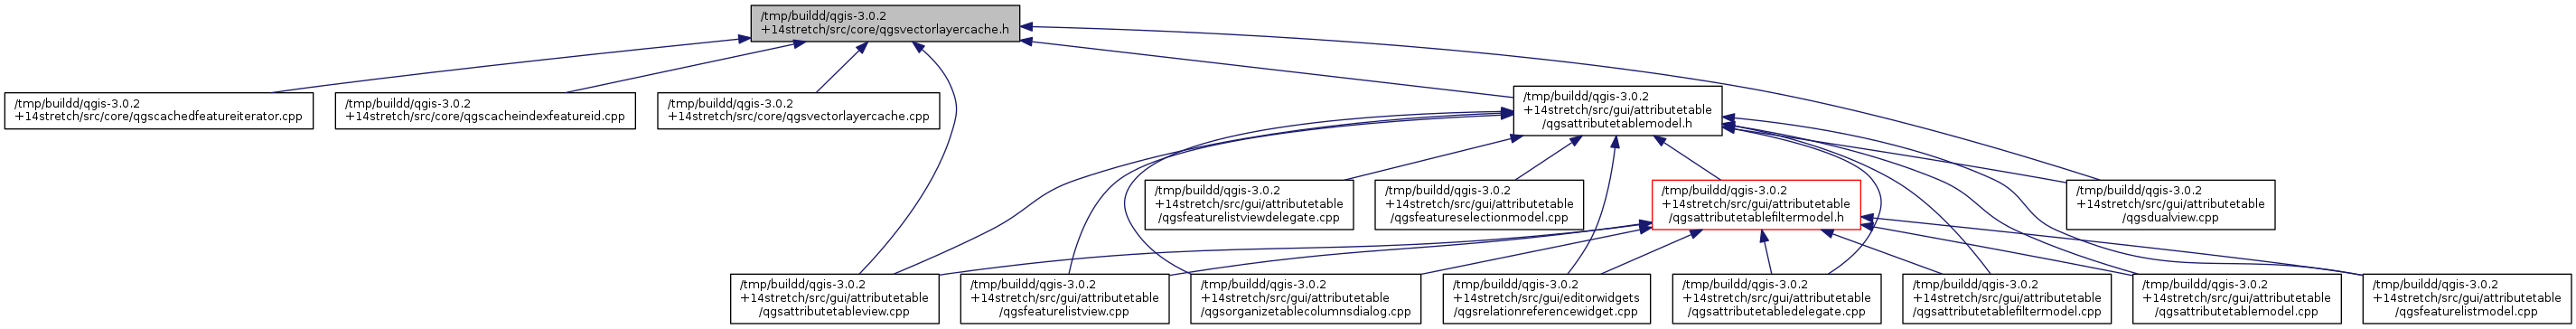 /tmp/buildd/qgis-3.0.2
+14stretch/src/core/qgsvectorlayercache.h
/tmp/buildd/qgis-3.0.2
+14stretch/src/core/qgscachedfeatureiterator.cpp
/tmp/buildd/qgis-3.0.2
+14stretch/src/core/qgscacheindexfeatureid.cpp
/tmp/buildd/qgis-3.0.2
+14stretch/src/core/qgsvectorlayercache.cpp
/tmp/buildd/qgis-3.0.2
+14stretch/src/gui/attributetable
/qgsattributetablemodel.h
/tmp/buildd/qgis-3.0.2
+14stretch/src/gui/attributetable
/qgsfeaturelistviewdelegate.cpp
/tmp/buildd/qgis-3.0.2
+14stretch/src/gui/attributetable
/qgsfeatureselectionmodel.cpp
/tmp/buildd/qgis-3.0.2
+14stretch/src/gui/attributetable
/qgsattributetablefiltermodel.h
/tmp/buildd/qgis-3.0.2
+14stretch/src/gui/attributetable
/qgsdualview.cpp
/tmp/buildd/qgis-3.0.2
+14stretch/src/gui/attributetable
/qgsattributetableview.cpp
/tmp/buildd/qgis-3.0.2
+14stretch/src/gui/attributetable
/qgsfeaturelistview.cpp
/tmp/buildd/qgis-3.0.2
+14stretch/src/gui/attributetable
/qgsorganizetablecolumnsdialog.cpp
/tmp/buildd/qgis-3.0.2
+14stretch/src/gui/editorwidgets
/qgsrelationreferencewidget.cpp
/tmp/buildd/qgis-3.0.2
+14stretch/src/gui/attributetable
/qgsattributetabledelegate.cpp
/tmp/buildd/qgis-3.0.2
+14stretch/src/gui/attributetable
/qgsattributetablefiltermodel.cpp
/tmp/buildd/qgis-3.0.2
+14stretch/src/gui/attributetable
/qgsattributetablemodel.cpp
/tmp/buildd/qgis-3.0.2
+14stretch/src/gui/attributetable
/qgsfeaturelistmodel.cpp